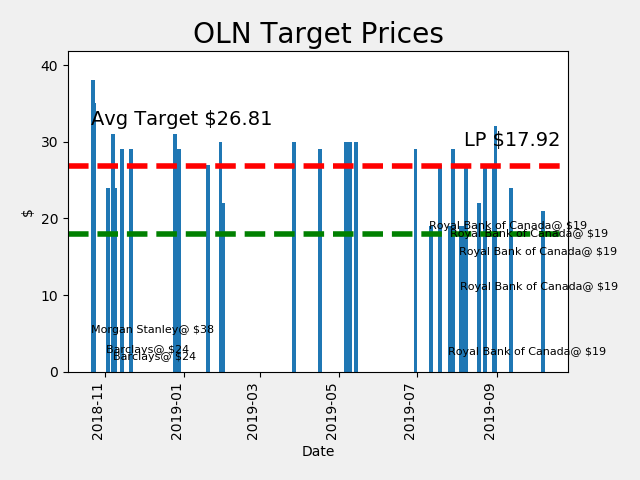 OLN Target Prices
40
Avg Target $26.81
LP $17.92
30
$
20
Royal Bank of Canada@ $19
Royal Bank of Canada@ $19
Royal Bank of Canada@ $19
10
Royal Bank of Canada@ $19
Morgan Stanley@ $38
Barclays@ $24
Royal Bank of Canada@ $19
Barclays@ $24
0
2018-11
2019-01
2019-03
2019-05
2019-07
2019-09
Date